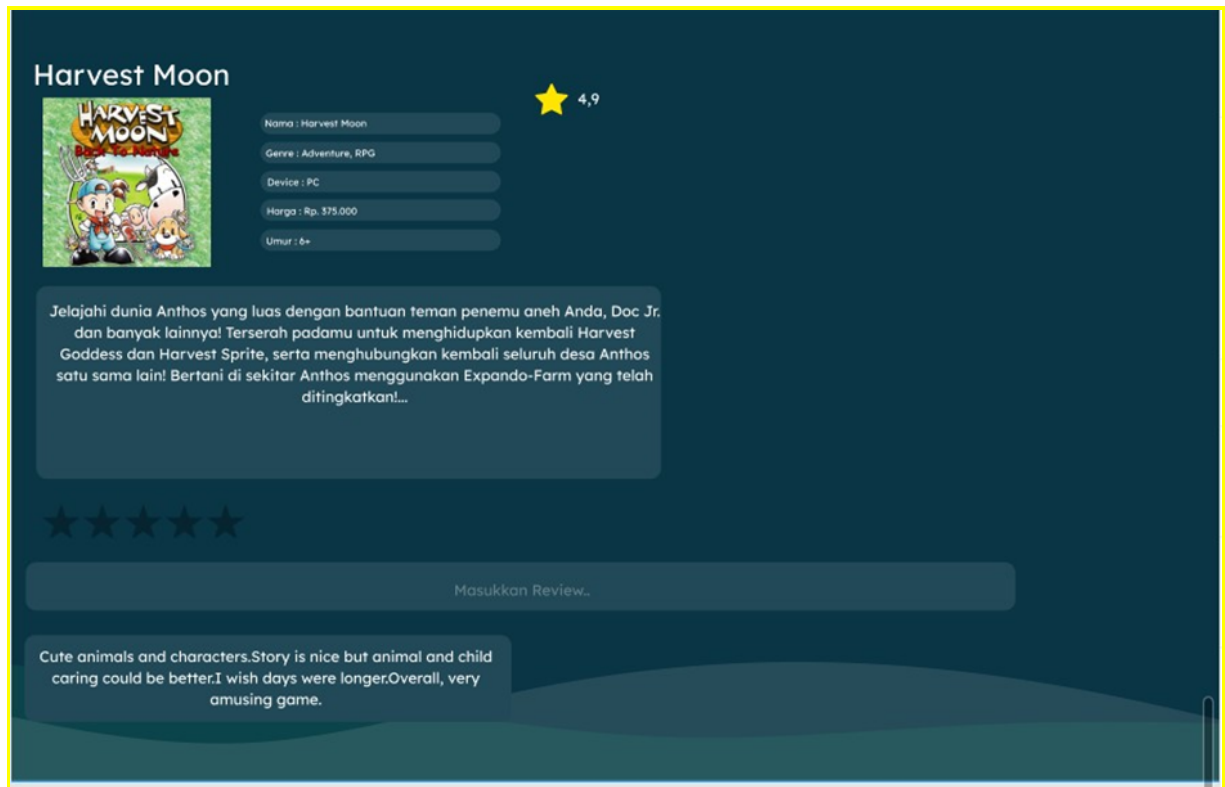 Harvest Moon
HARVEST
MOON
Back To Nature
4,9
Nama : Harvest Moon
Genre : Adventure, RPG
Device : PC
Harga : Rp. 375.000
Umur : 6+
Jelajahi dunia Anthos yang luas dengan bantuan teman penemu aneh Anda, Doc Jr.
dan banyak lainnya! Terserah padamu untuk menghidupkan kembali Harvest
Goddess dan Harvest Sprite, serta menghubungkan kembali seluruh desa Anthos
satu sama lain! Bertani di sekitar Anthos menggunakan Expando-Farm yang telah
ditingkatkan!...
Masukkan Review..
Cute animals and characters.Story is nice but animal and child
caring could be better.I wish days were longer.Overall, very
amusing game.